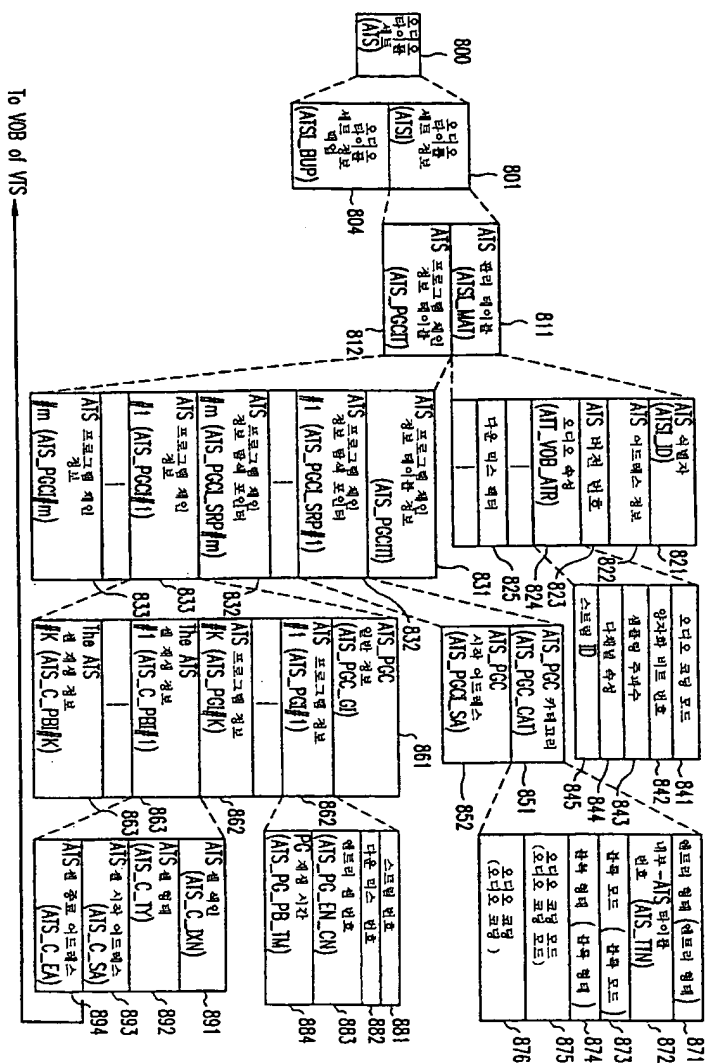 800
오디오
타이틀
세트
(ATS)
801
오디오
타이틀
세트 정보
(ATSI)
오디오
타이틀
세트 정보
백업
(ATSI_BUP)
804
811
ATS 관리 테이블
(ATSI_MAT)
ATS 프로그램 체인
정보 테이블
(ATS_PGCIT)
812
ATS 식별자
(ATSI_ID)
821
ATS 어드레스 정보
822
ATS 버전 번호
823
오디오 속성
(ATT_VOB_ATR)
824
다운 믹스 팩터
825
ATS 프로그램 체인
정보 테이블 정보
(ATS_PGCITI)
831
ATS 프로그램 체인
정보 탐색 포인터
#1 (ATS_PGCI_SRP#1)
832
ATS 프로그램 체인
정보 탐색 포인터
#m (ATS_PGCI_SRP#m)
832
ATS 프로그램 체인
정보
#1 (ATS_PGCI#1)
833
ATS 프로그램 체인
정보
#m (ATS_PGCI#m)
833
오디오 코딩 모드
841
양자화 비트 번호
842
샘플링 주파수
843
다채널 속성
844
스트림 ID
845
ATS_PGC 카테고리
(ATS_PGC_CAT)
851
ATS_PGC
시작 어드레스
(ATS_PGCI_SA)
852
ATS_PGC
일반 정보
(ATS_PGC_GI)
861
ATS 프로그램 정보
#1 (ATS_PGI#1)
862
ATS 프로그램 정보
#K (ATS_PGI#K)
862
The ATS
셀 재생 정보
#1 (ATS_C_PBI#1)
863
The ATS
셀 재생 정보
#K (ATS_C_PBI#K)
863
엔트리 형태 (엔트리 형태)
871
내부-ATS 타이틀
번호 (ATS_TTN)
872
블록 모드 (블록 모드)
873
블록 형태 (블록 형태)
874
오디오 코딩 모드
(오디오 코딩 모드)
875
오디오 코딩
(오디오 코딩)
876
스트림 번호
881
다운 믹스 번호
882
엔트리 셀 번호
(ATS_PG_EN_CN)
883
PG 재생 시간
(ATS_PG_PB_TM)
884
ATS 셀 색인
(ATS_C_IXN)
891
ATS 셀 형태
(ATS_C_TY)
892
ATS 셀 시작 어드레스
(ATS_C_SA)
893
ATS 셀 종료 어드레스
(ATS_C_EA)
894
To VOB of VTS